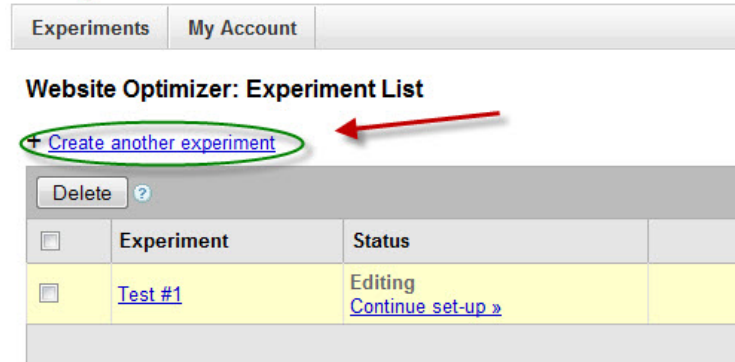 Experiments My Account
Website Optimizer: Experiment List
+ Create another experiment
Delete ?
Experiment Status
Test #1 Editing
Continue set-up »